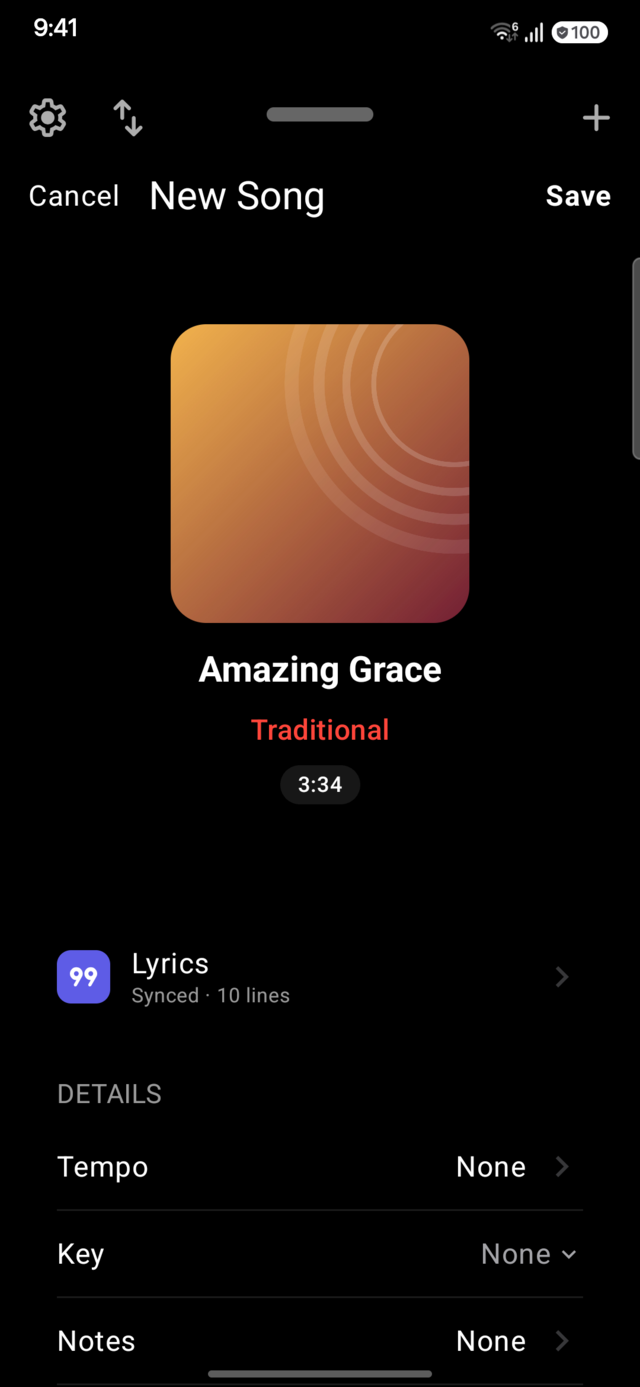 9:41
6
100
Cancel New Song Save
Amazing Grace
Traditional
3:34
Lyrics
Synced · 10 lines
DETAILS
Tempo None
Key None
Notes None